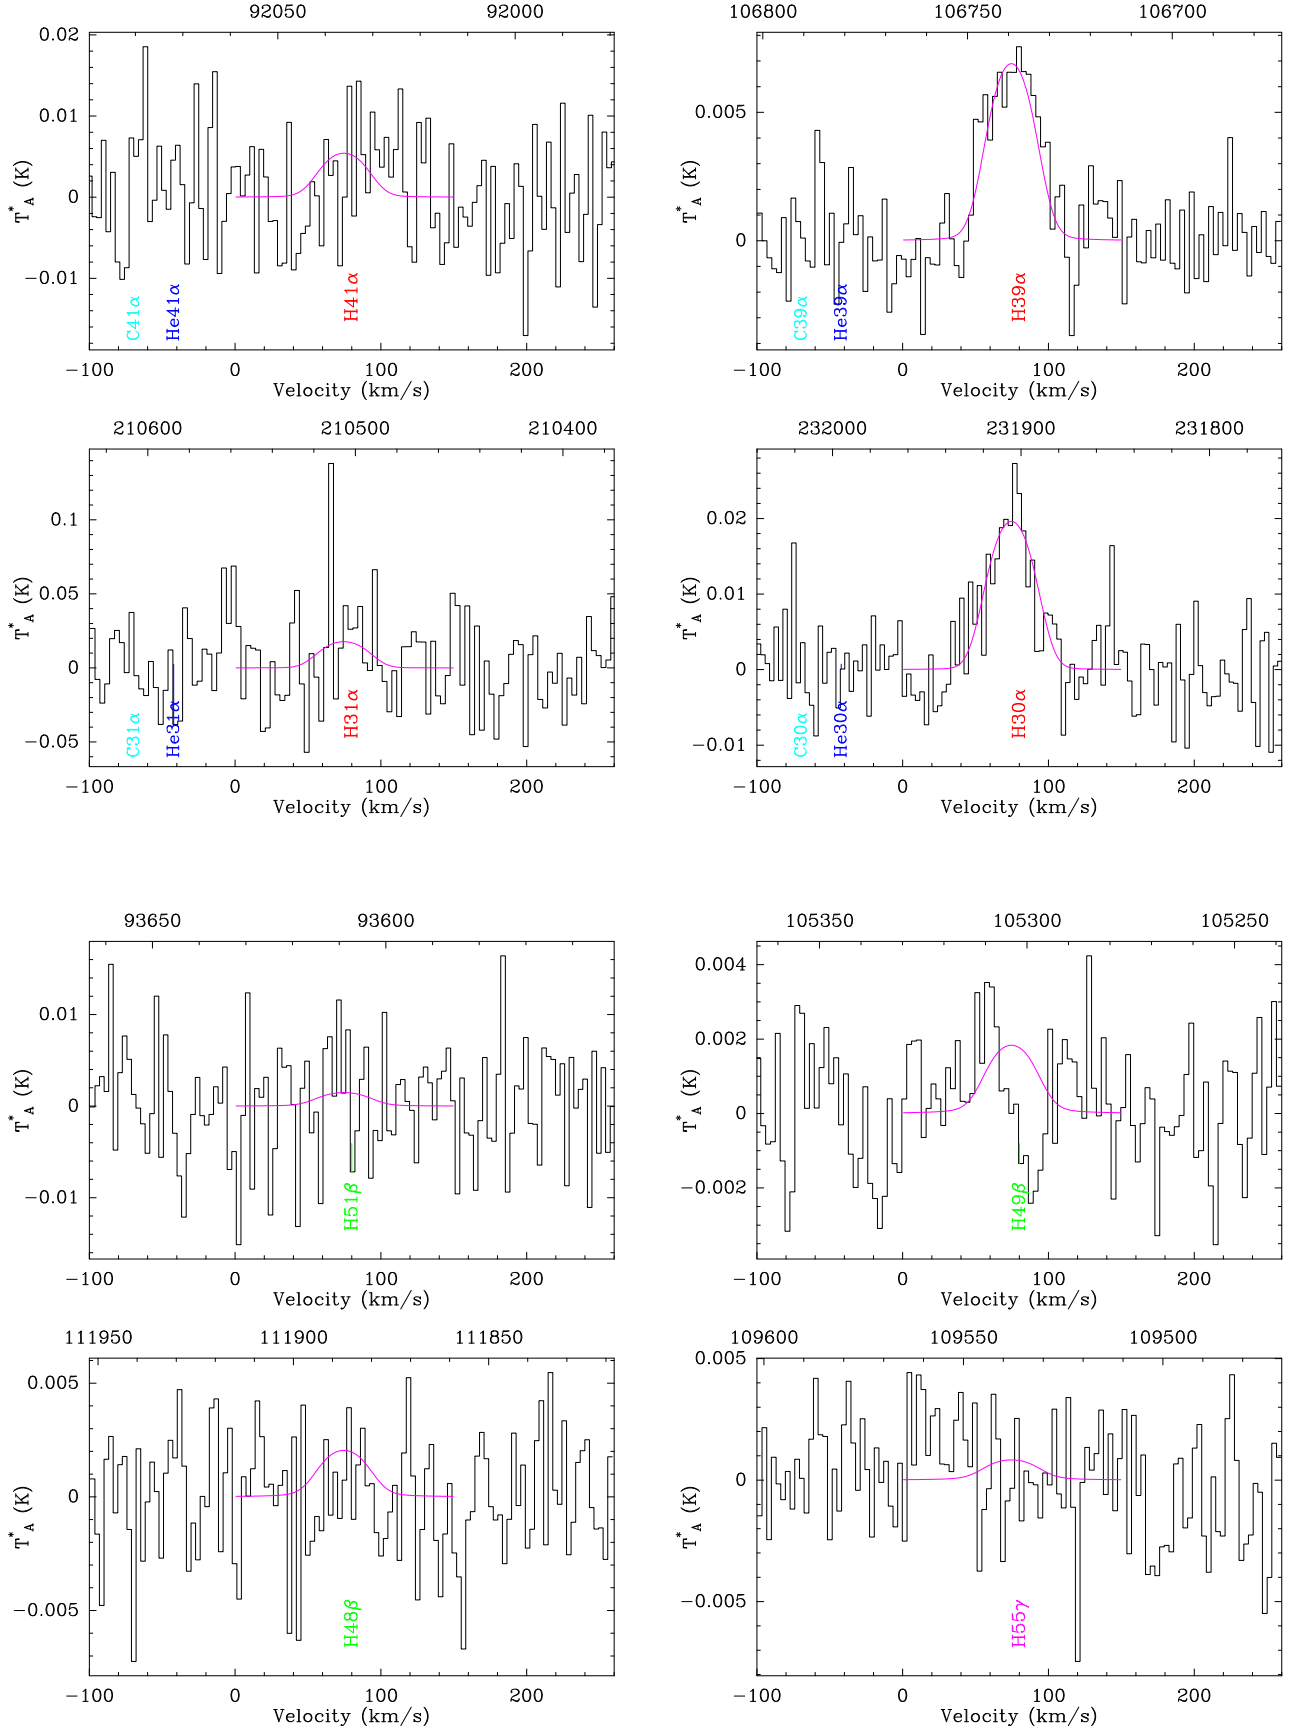 92050 92000
0.02
0.01
0
−0.01
T*A (K)
C41α He41α H41α
−100 0 100 200
Velocity (km/s)
106800 106750 106700
0.005
0
T*A (K)
C39α He39α H39α
−100 0 100 200
Velocity (km/s)
210600 210500 210400
0.1
0.05
0
−0.05
T*A (K)
C31α He31α H31α
−100 0 100 200
Velocity (km/s)
232000 231900 231800
0.02
0.01
0
−0.01
T*A (K)
C30α He30α H30α
−100 0 100 200
Velocity (km/s)
93650 93600
0.01
0
−0.01
T*A (K)
H51β
−100 0 100 200
Velocity (km/s)
105350 105300 105250
0.004
0.002
0
−0.002
T*A (K)
H49β
−100 0 100 200
Velocity (km/s)
111950 111900 111850
0.005
0
−0.005
T*A (K)
H48β
−100 0 100 200
Velocity (km/s)
109600 109550 109500
0.005
0
−0.005
T*A (K)
H55γ
−100 0 100 200
Velocity (km/s)